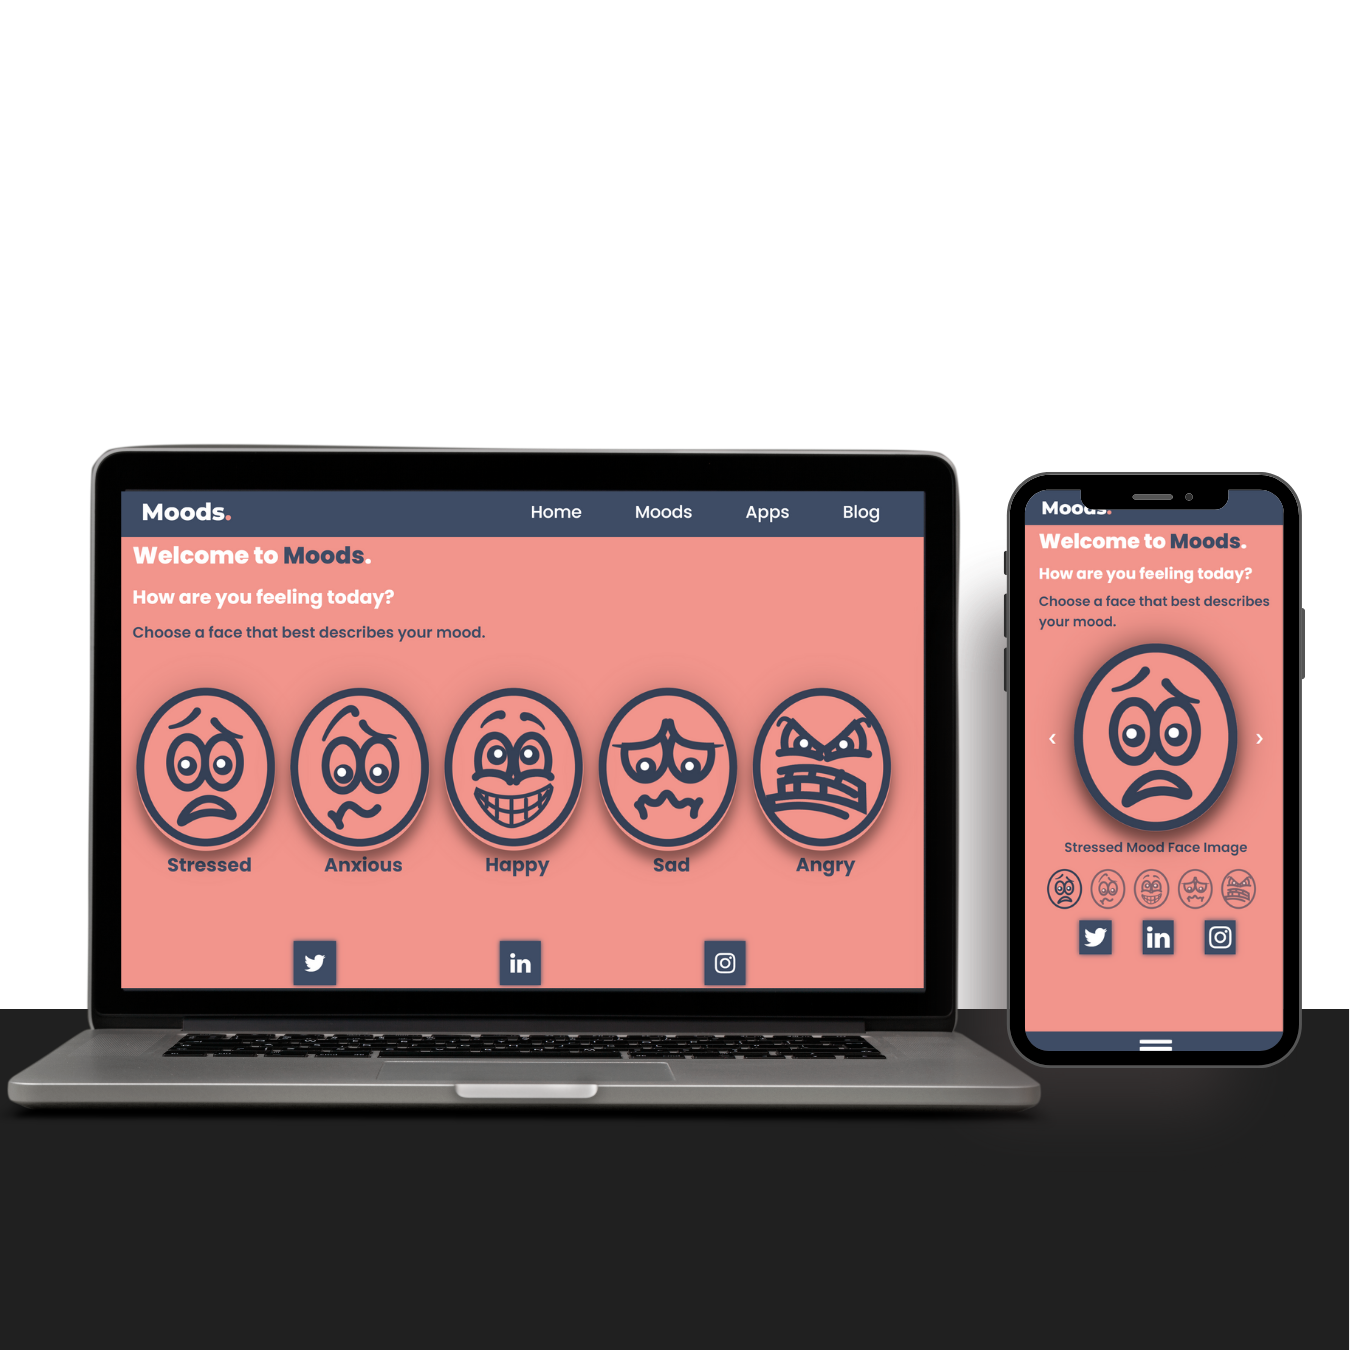 Moods.
Home Moods Apps Blog
Welcome to Moods.
How are you feeling today?
Choose a face that best describes your mood.
Stressed Anxious Happy Sad Angry
in
Moods.
Welcome to Moods.
How are you feeling today?
Choose a face that best describes
your mood.
Stressed Mood Face Image
in